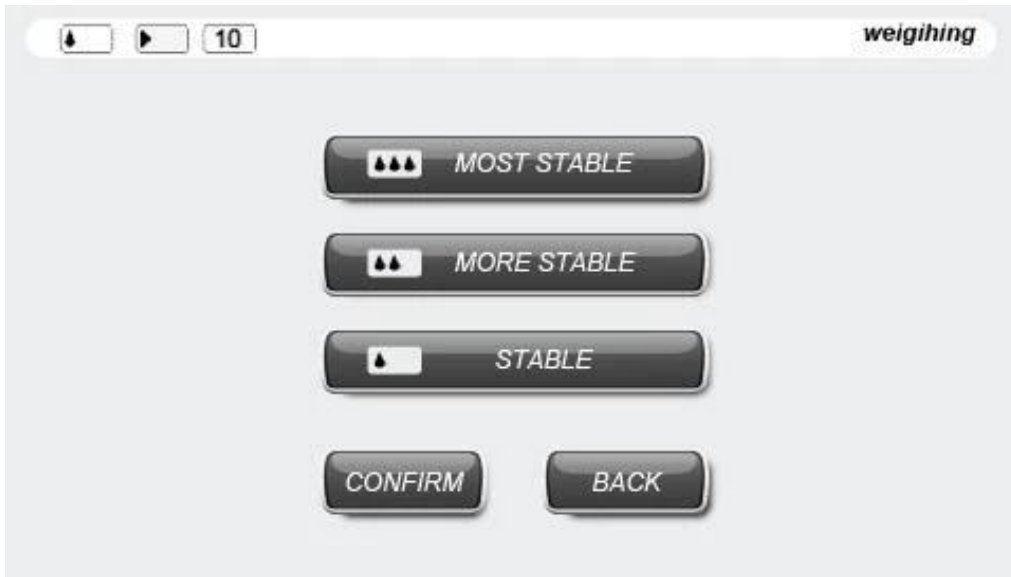 10 weigihing
MOST STABLE
MORE STABLE
STABLE
CONFIRM BACK